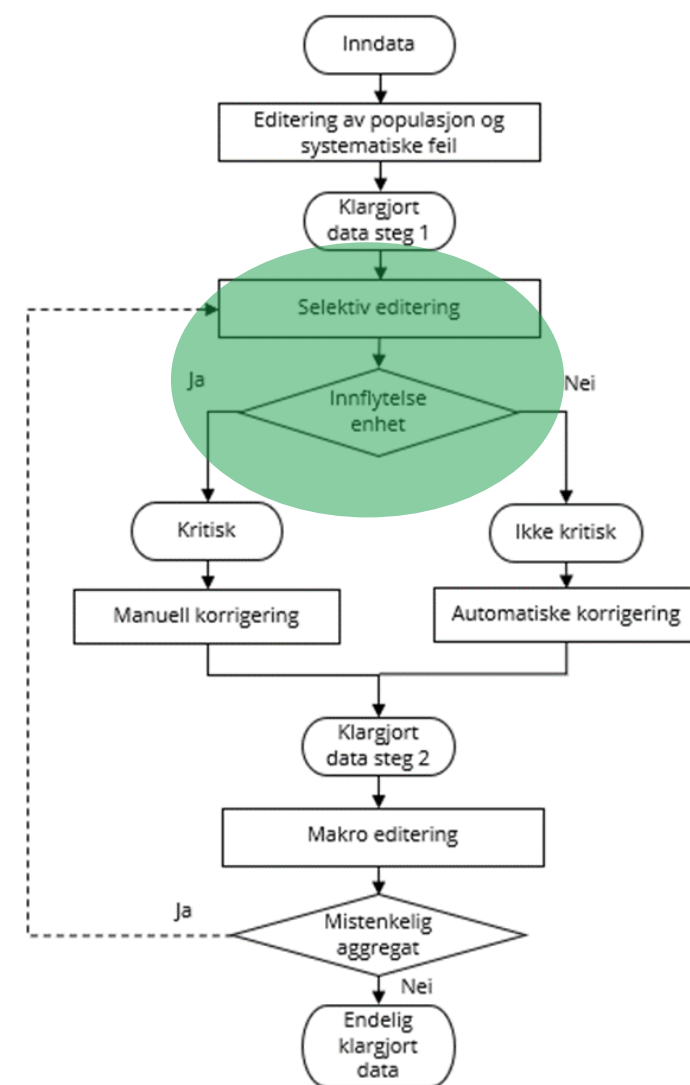 Inndata
Editering av populasjon og
systematiske feil
Klargjort
data steg 1
Selektiv editering
Ja
Nei
Innflytelse
enhet
Kritisk
Ikke kritisk
Manuell korrigering
Automatiske korrigering
Klargjort
data steg 2
Makro editering
Ja
Mistenkelig
aggregat
Nei
Endelig
klargjort
data